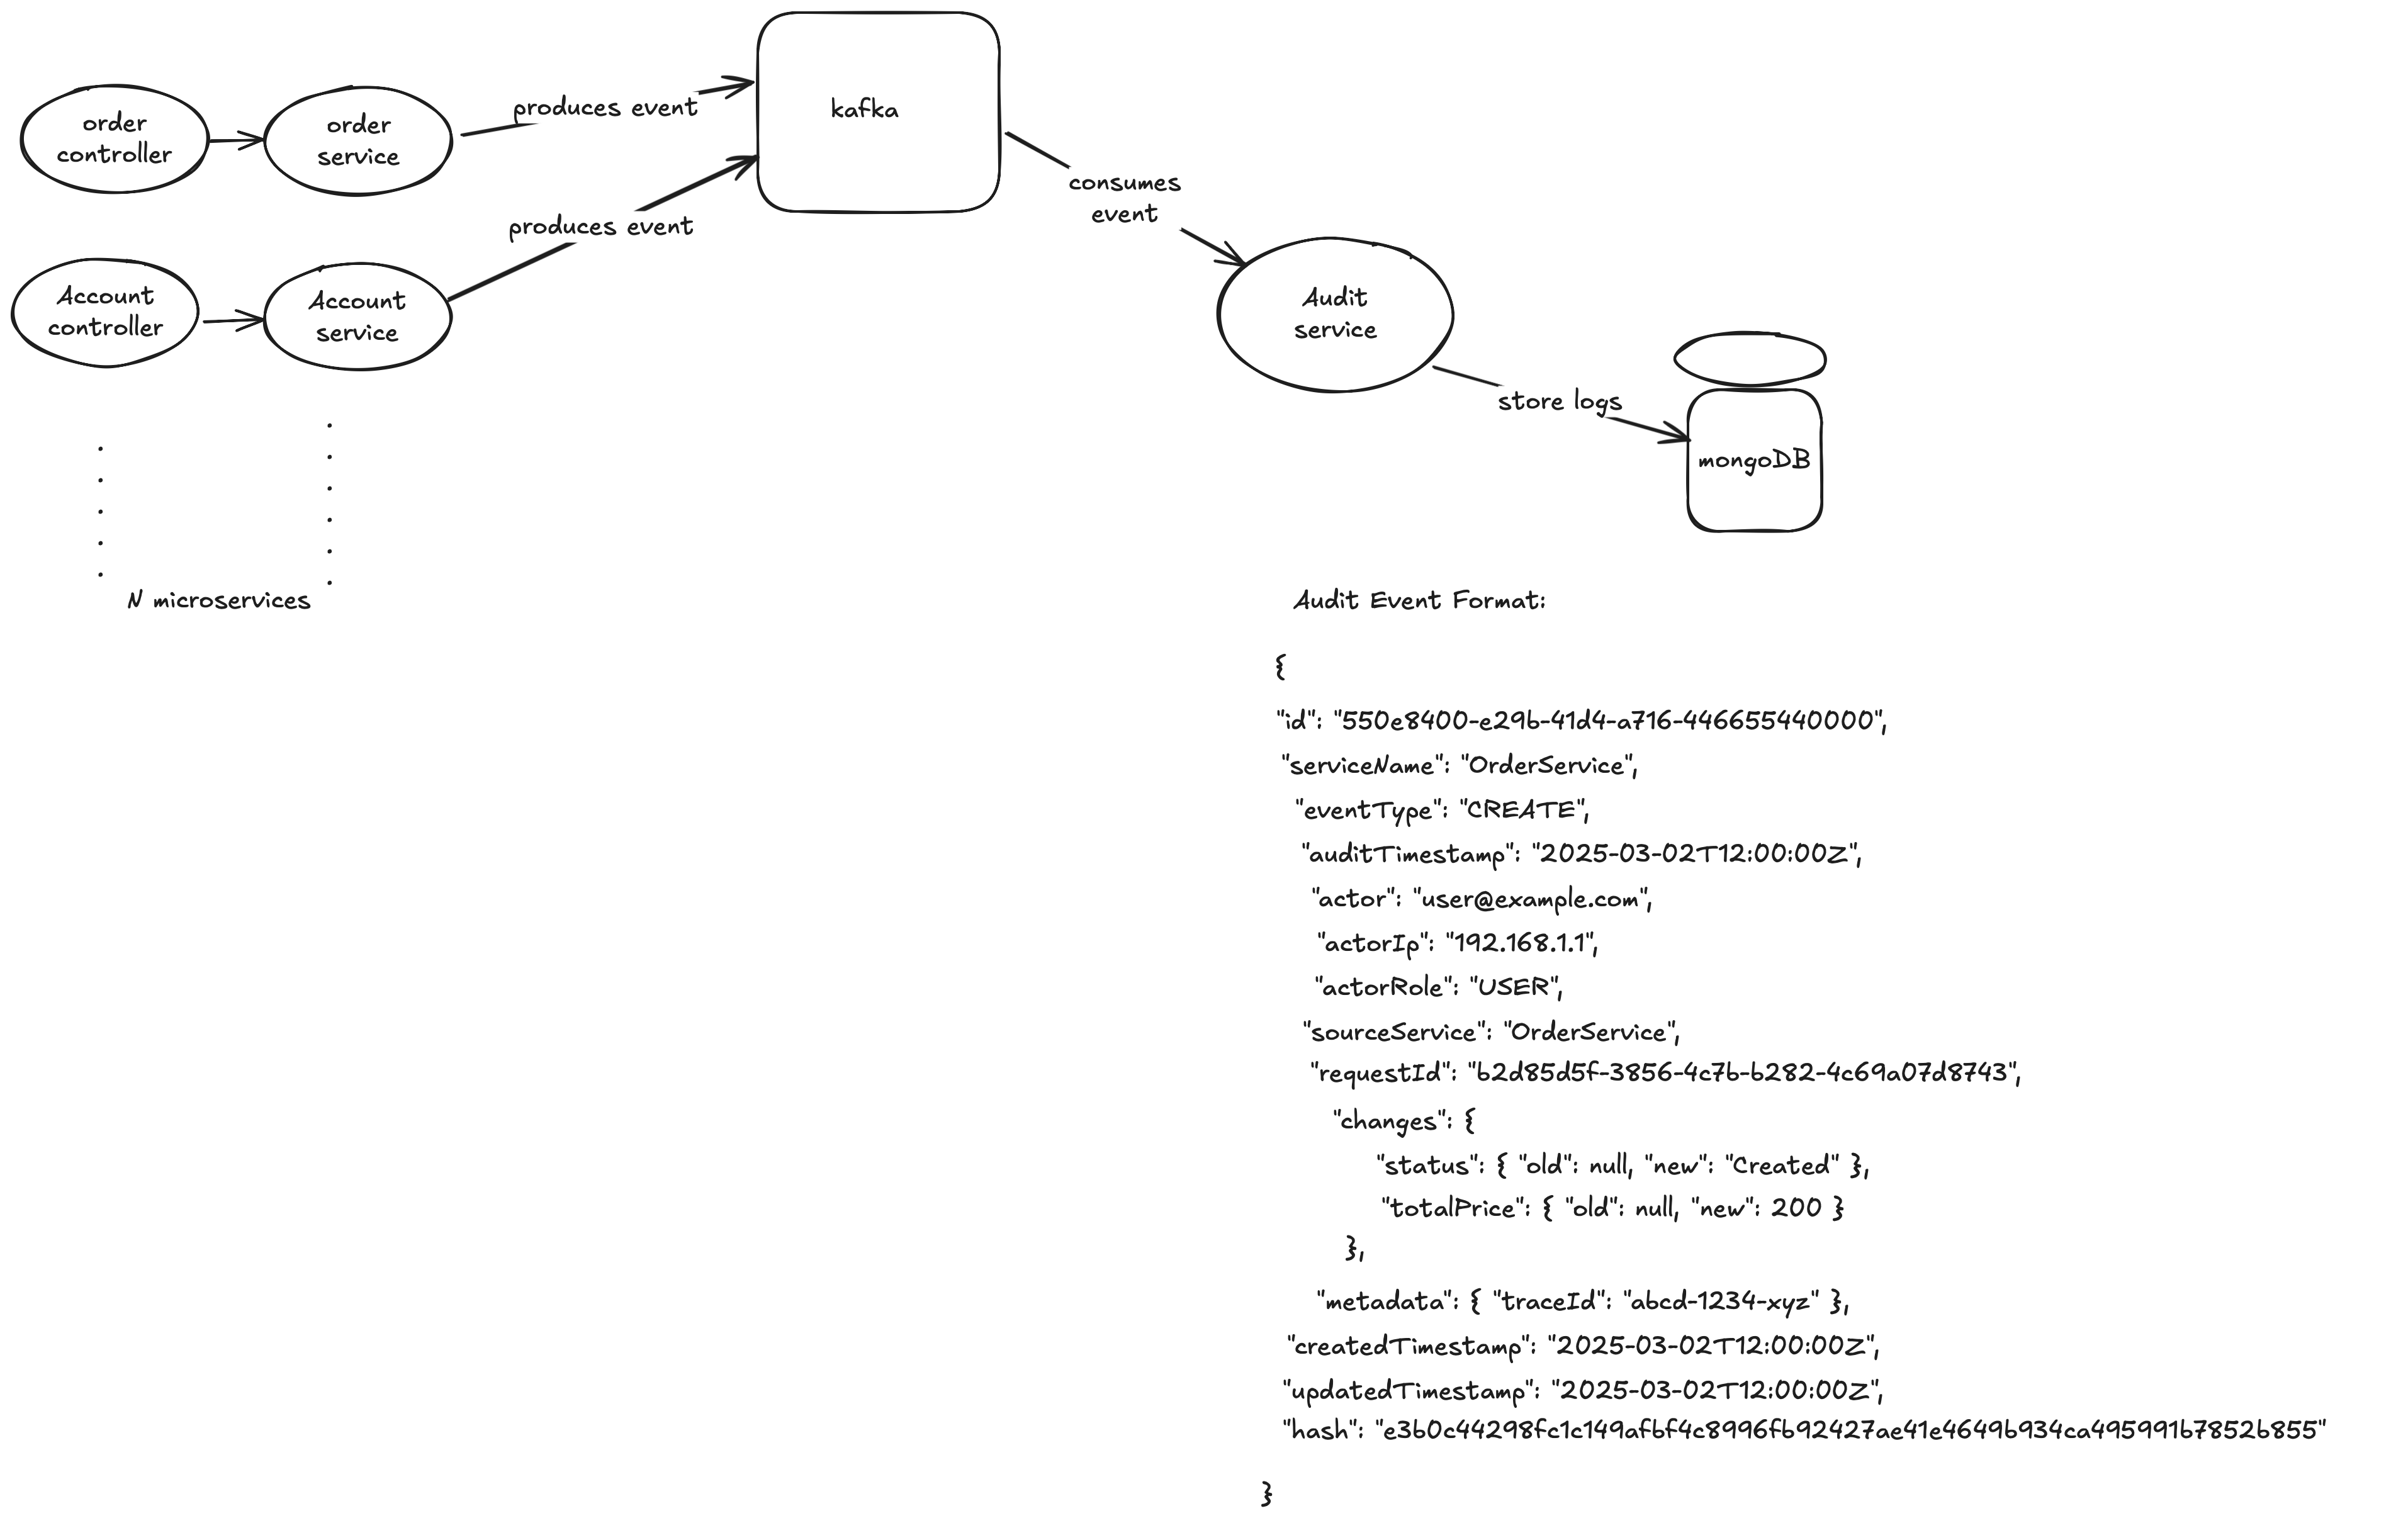 order
controller
order
service
produces event
kafka
Account
controller
Account
service
produces event
consumes
event
Audit
service
store logs
mongoDB
N microservices
Audit Event Format:
{
"id": "550e8400-e29b-41d4-a716-446655440000",
"serviceName": "OrderService",
"eventType": "CREATE",
"auditTimestamp": "2025-03-02T12:00:00Z",
"actor": "user@example.com",
"actorIp": "192.168.1.1",
"actorRole": "USER",
"sourceService": "OrderService",
"requestId": "b2d85d5f-3856-4c7b-b282-4c69a07d8743",
"changes": {
"status": { "old": null, "new": "Created" },
"totalPrice": { "old": null, "new": 200 }
},
"metadata": { "traceId": "abcd-1234-xyz" },
"createdTimestamp": "2025-03-02T12:00:00Z",
"updatedTimestamp": "2025-03-02T12:00:00Z",
"hash": "e3b0c44298fc1c149afbf4c8996fb92427ae41e4649b934ca495991b7852b855"
}